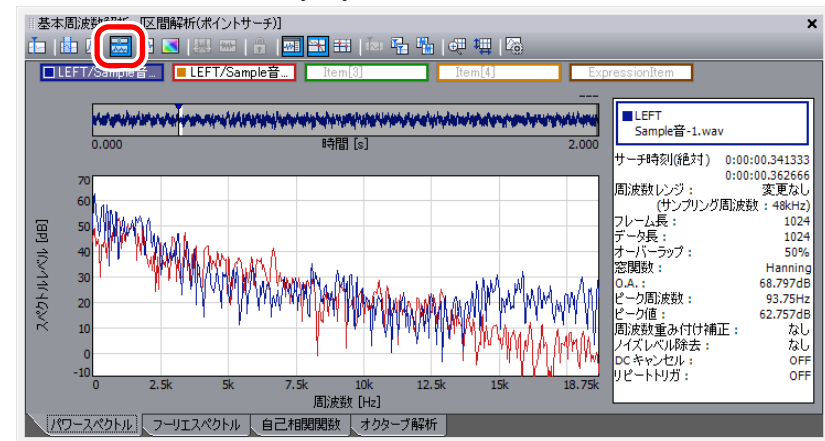 基本周波数解析 - [区間解析(ポイントサーチ)]
LEFT/Sample音...
LEFT/Sample音...
Item[3]
Item[4]
ExpressionItem
---
0.000
時間 [s]
2.000
スペクトルレベル [dB]
70
60
50
40
30
20
10
0
-10
0
2.5k
5k
7.5k
10k
12.5k
15k
18.75k
周波数 [Hz]
LEFT
Sample音-1.wav
サーチ時刻(絶対) 0:00:00.341333
0:00:00.362666
周波数レンジ： 変更なし
(サンプリング周波数：48kHz)
フレーム長： 1024
データ長： 1024
オーバーラップ： 50%
窓関数： Hanning
O.A.： 68.797dB
ピーク周波数： 93.75Hz
ピーク値： 62.757dB
周波数重み付け補正： なし
ノイズレベル除去： なし
DCキャンセル： OFF
リピートトリガ： OFF
パワースペクトル
フーリエスペクトル
自己相関関数
オクターブ解析